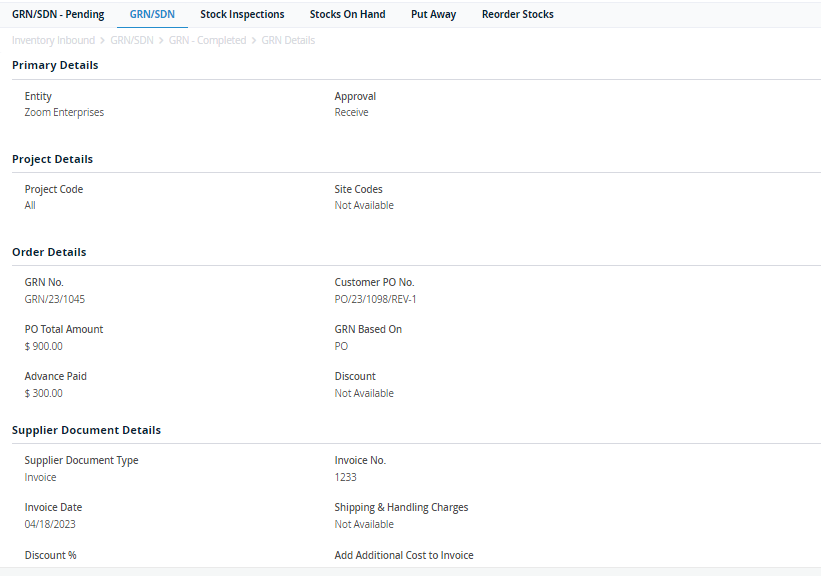 GRN/SDN - Pending GRN/SDN Stock Inspections Stocks On Hand Put Away Reorder Stocks
Inventory Inbound > GRN/SDN > GRN - Completed > GRN Details
Primary Details
Entity Approval
Zoom Enterprises Receive
Project Details
Project Code Site Codes
All Not Available
Order Details
GRN No. Customer PO No.
GRN/23/1045 PO/23/1098/REV-1
PO Total Amount GRN Based On
$ 900.00 PO
Advance Paid Discount
$ 300.00 Not Available
Supplier Document Details
Supplier Document Type Invoice No.
Invoice 1233
Invoice Date Shipping & Handling Charges
04/18/2023 Not Available
Discount % Add Additional Cost to Invoice